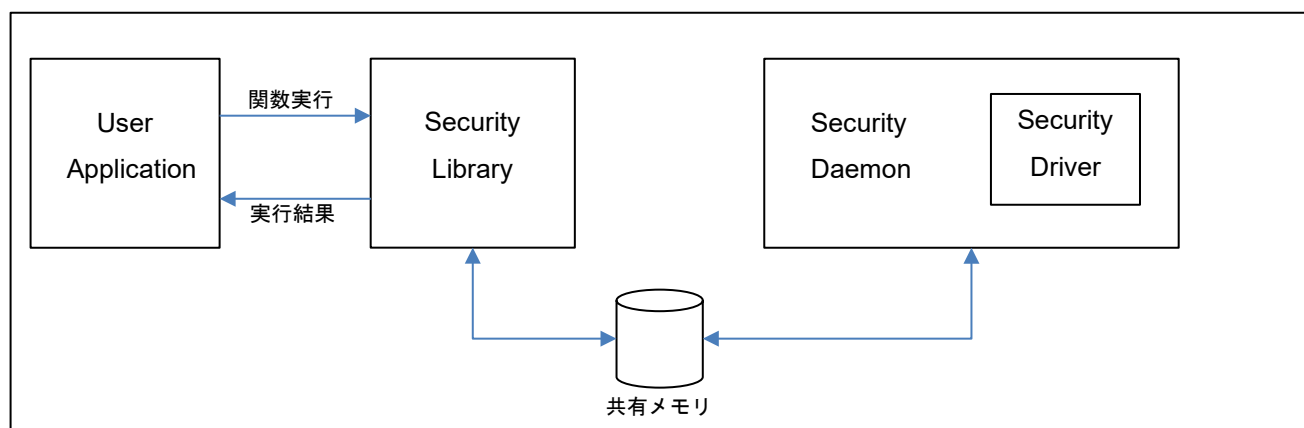 User
Application
関数実行
実行結果
Security
Library
Security
Daemon
Security
Driver
共有メモリ